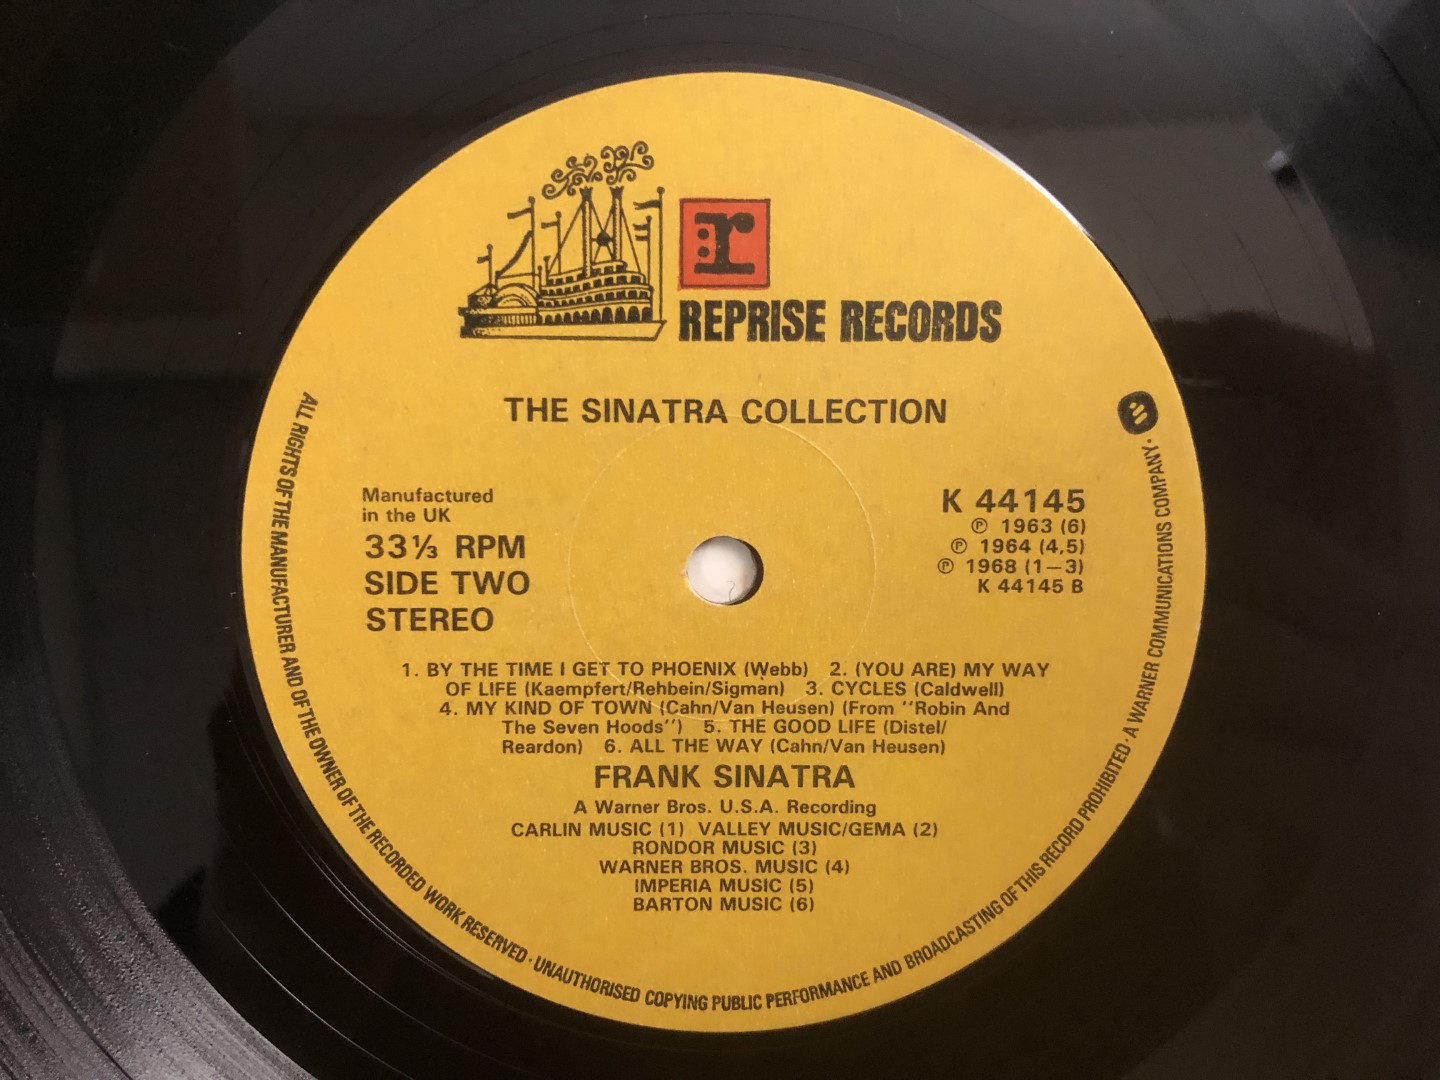 r
REPRISE RECORDS
THE SINATRA COLLECTION
Manufactured
in the UK
33⅓ RPM
SIDE TWO
STEREO
K 44145
℗ 1963 (6)
℗ 1964 (4,5)
℗ 1968 (1—3)
K 44145 B
1. BY THE TIME I GET TO PHOENIX (Webb) 2. (YOU ARE) MY WAY
OF LIFE (Kaempfert/Rehbein/Sigman) 3. CYCLES (Caldwell)
4. MY KIND OF TOWN (Cahn/Van Heusen) (From "Robin And
The Seven Hoods") 5. THE GOOD LIFE (Distel/
Reardon) 6. ALL THE WAY (Cahn/Van Heusen)
FRANK SINATRA
A Warner Bros. U.S.A. Recording
CARLIN MUSIC (1) VALLEY MUSIC/GEMA (2)
RONDOR MUSIC (3)
WARNER BROS. MUSIC (4)
IMPERIA MUSIC (5)
BARTON MUSIC (6)
ALL RIGHTS OF THE MANUFACTURER AND OF THE OWNER OF THE RECORDED WORK RESERVED · UNAUTHORISED COPYING PUBLIC PERFORMANCE AND BROADCASTING OF THIS RECORD PROHIBITED · A WARNER COMMUNICATIONS COMPANY ·